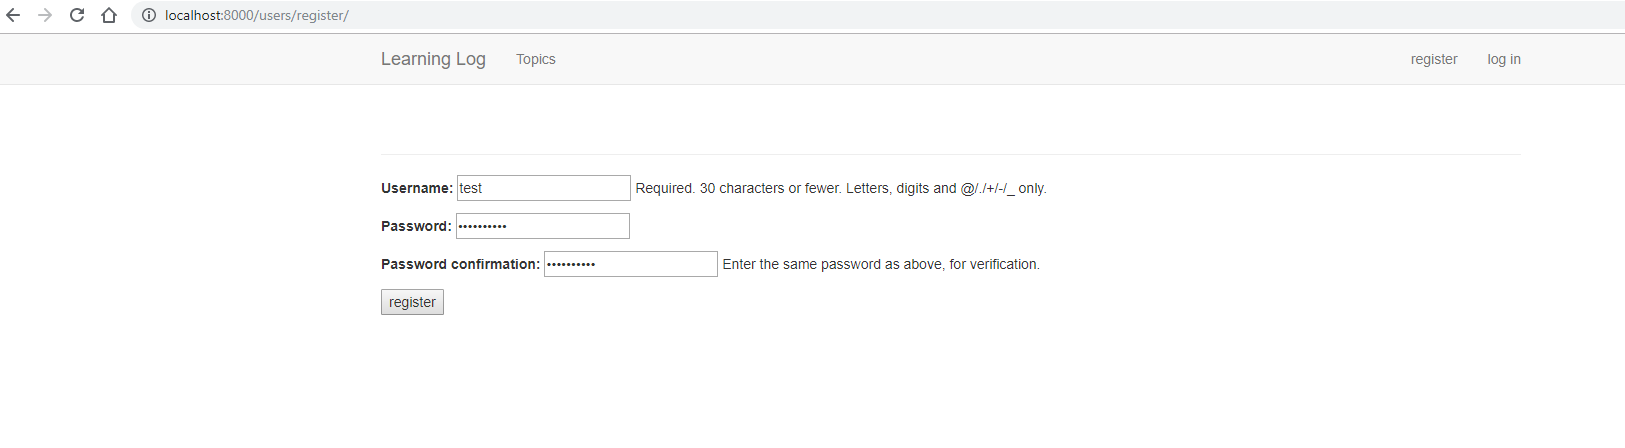 localhost:8000/users/register/
Learning Log Topics register log in
Username: test Required. 30 characters or fewer. Letters, digits and @/./+/-/_ only.
Password: ••••••••••
Password confirmation: •••••••••• Enter the same password as above, for verification.
register